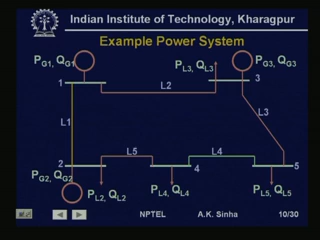 Indian Institute of Technology, Kharagpur
Example Power System
PG1, QG1
PL3, QL3
PG3, QG3
1
L2
3
L1
L3
2
L5
L4
4
5
PG2, QG2
PL2, QL2
PL4, QL4
PL5, QL5
NPTEL A.K. Sinha 10/30